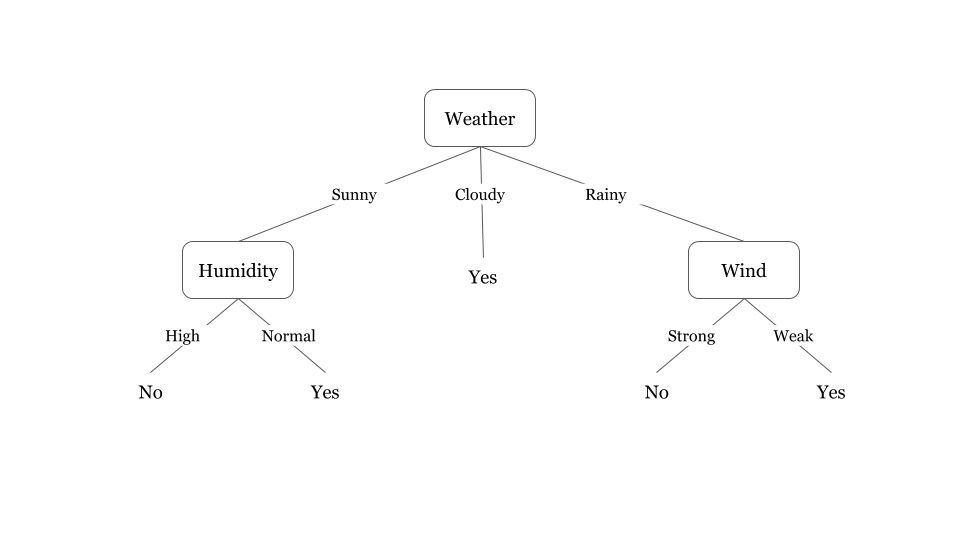 Weather
Sunny
Cloudy
Rainy
Humidity
Yes
Wind
High
Normal
Strong
Weak
No
Yes
No
Yes